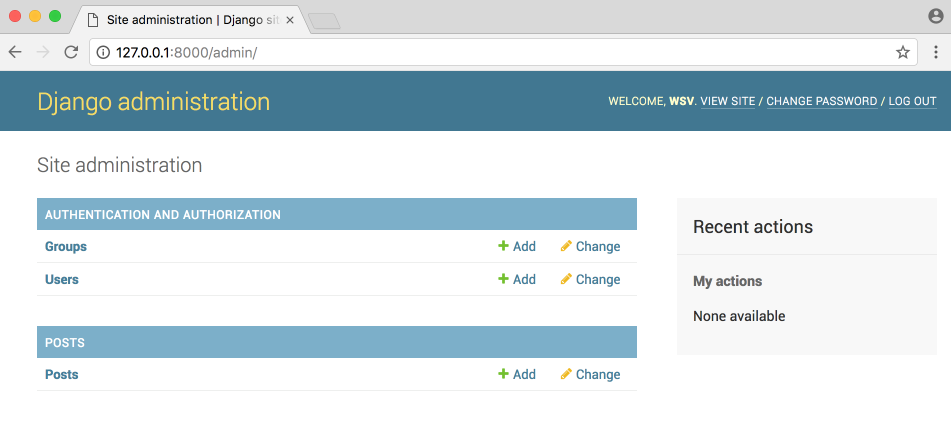 Site administration | Django sit
127.0.0.1:8000/admin/
Django administration
WELCOME, WSV. VIEW SITE / CHANGE PASSWORD / LOG OUT
Site administration
AUTHENTICATION AND AUTHORIZATION
Groups Add Change
Users Add Change
POSTS
Posts Add Change
Recent actions
My actions
None available